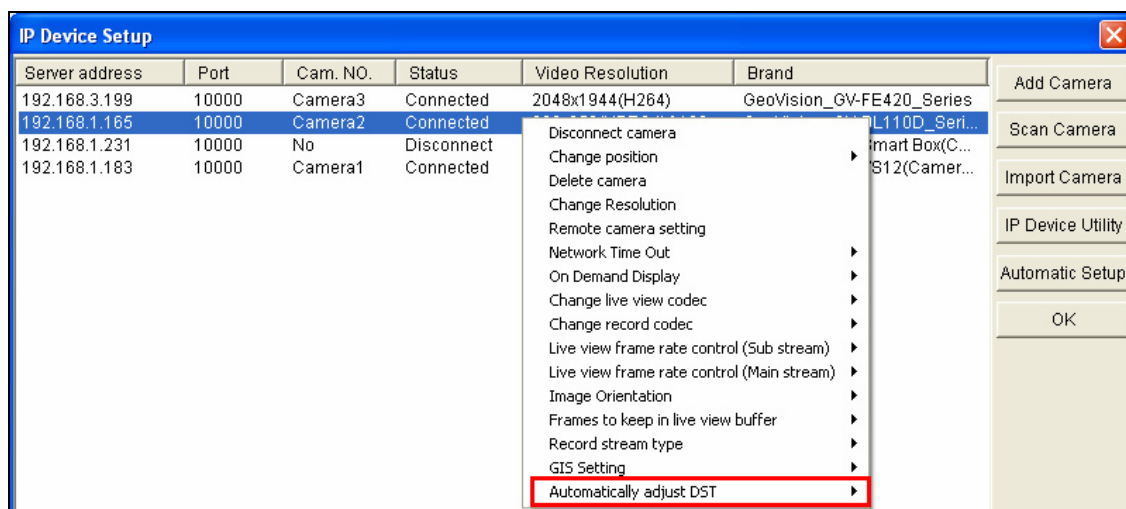 IP Device Setup
Server address Port Cam. NO. Status Video Resolution Brand
192.168.3.199 10000 Camera3 Connected 2048x1944(H264) GeoVision_GV-FE420_Series
192.168.1.165 10000 Camera2 Connected L110D_Seri...
192.168.1.231 10000 No Disconnect mart Box(C...
192.168.1.183 10000 Camera1 Connected S12(Camer...
Disconnect camera
Change position
Delete camera
Change Resolution
Remote camera setting
Network Time Out
On Demand Display
Change live view codec
Change record codec
Live view frame rate control (Sub stream)
Live view frame rate control (Main stream)
Image Orientation
Frames to keep in live view buffer
Record stream type
GIS Setting
Automatically adjust DST
Add Camera
Scan Camera
Import Camera
IP Device Utility
Automatic Setup
OK